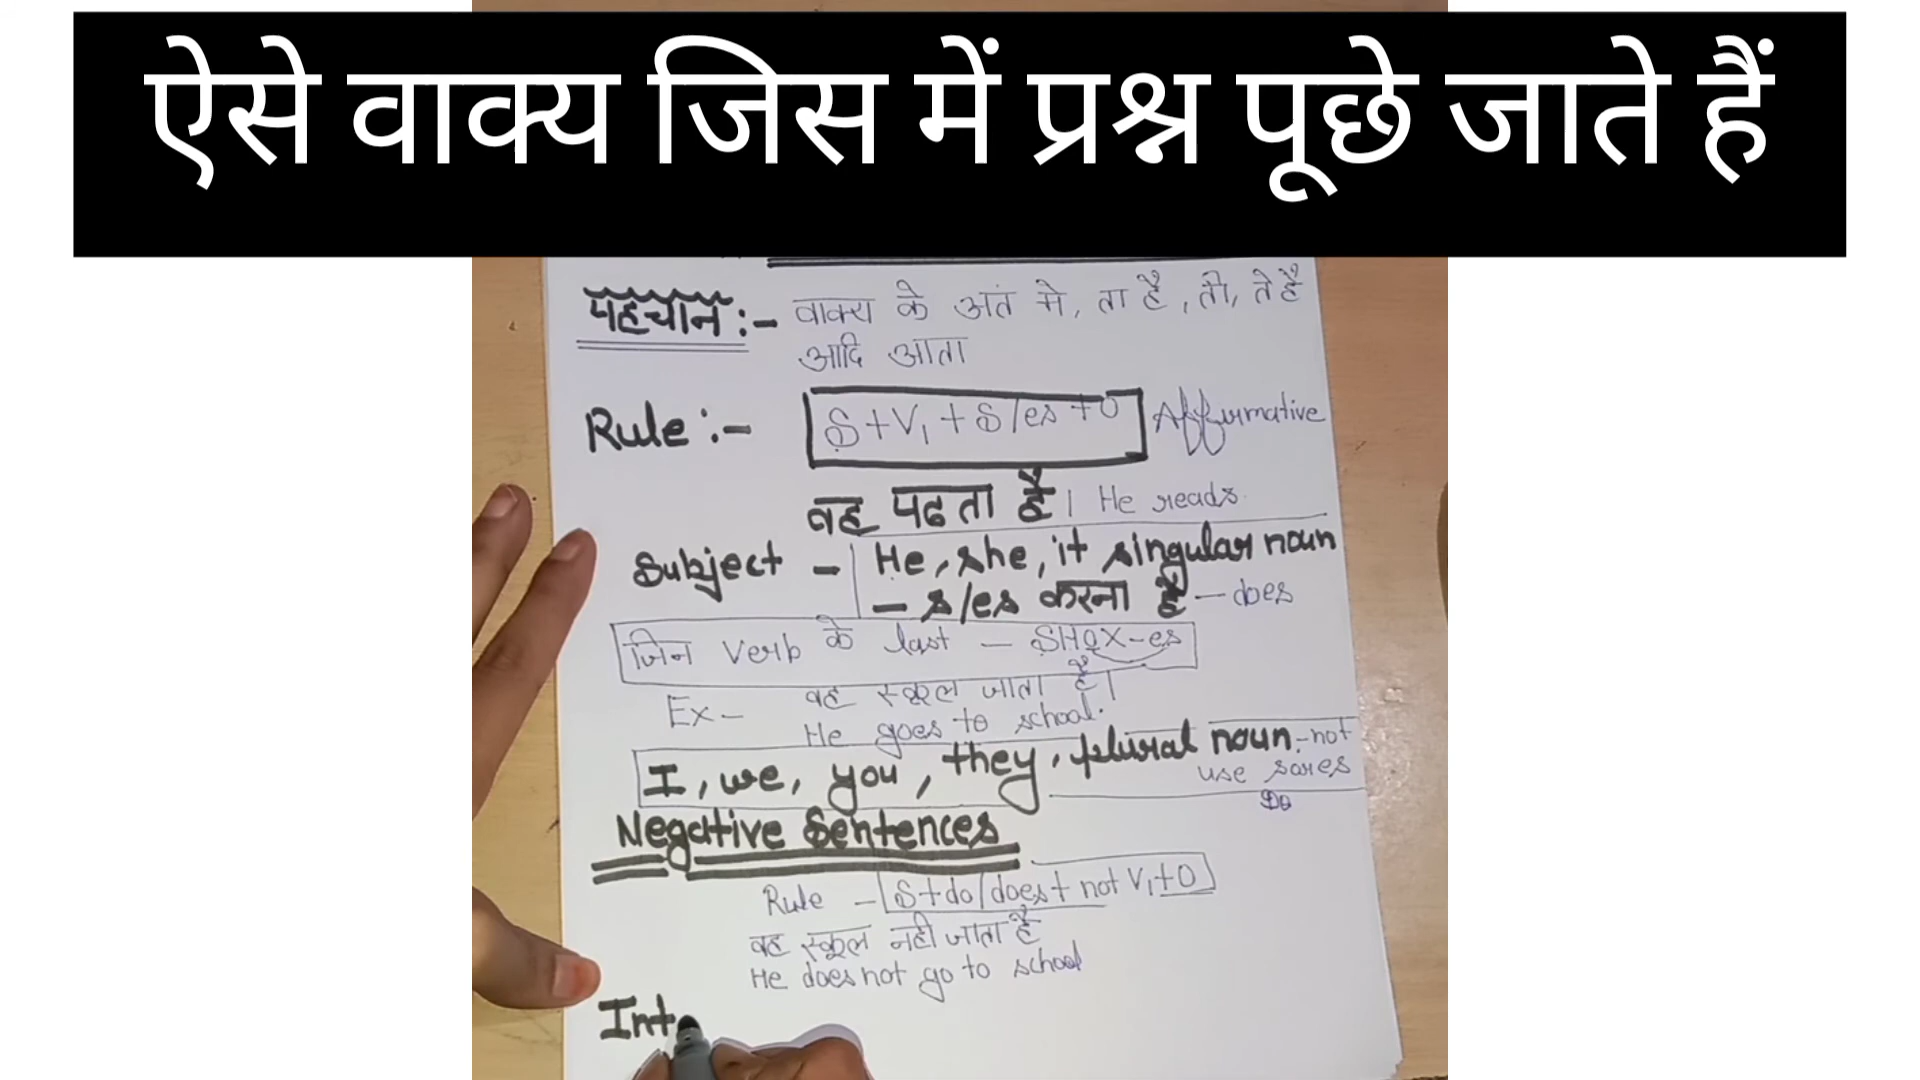 ऐसे वाक्य जिस में प्रश्न पूछे जाते हैं
पहचान :- वाक्य के अतं मे, ता है, ती, ते है
आदि आता
Rule :- S+V1+S/es+O Affirmative
वह पढता है। He reads.
Subject - He, she, it singular noun
- s/es करना है - does
जिन Verb के last - SHOX-es
Ex- वह स्कूल जाता है।
He goes to school.
I, we, you, they, plural noun.-not
use sores
Do
Negative Sentences
Rule - S+do/does+ not V1+O
वह स्कूल नही जाता है
He does not go to school
Int